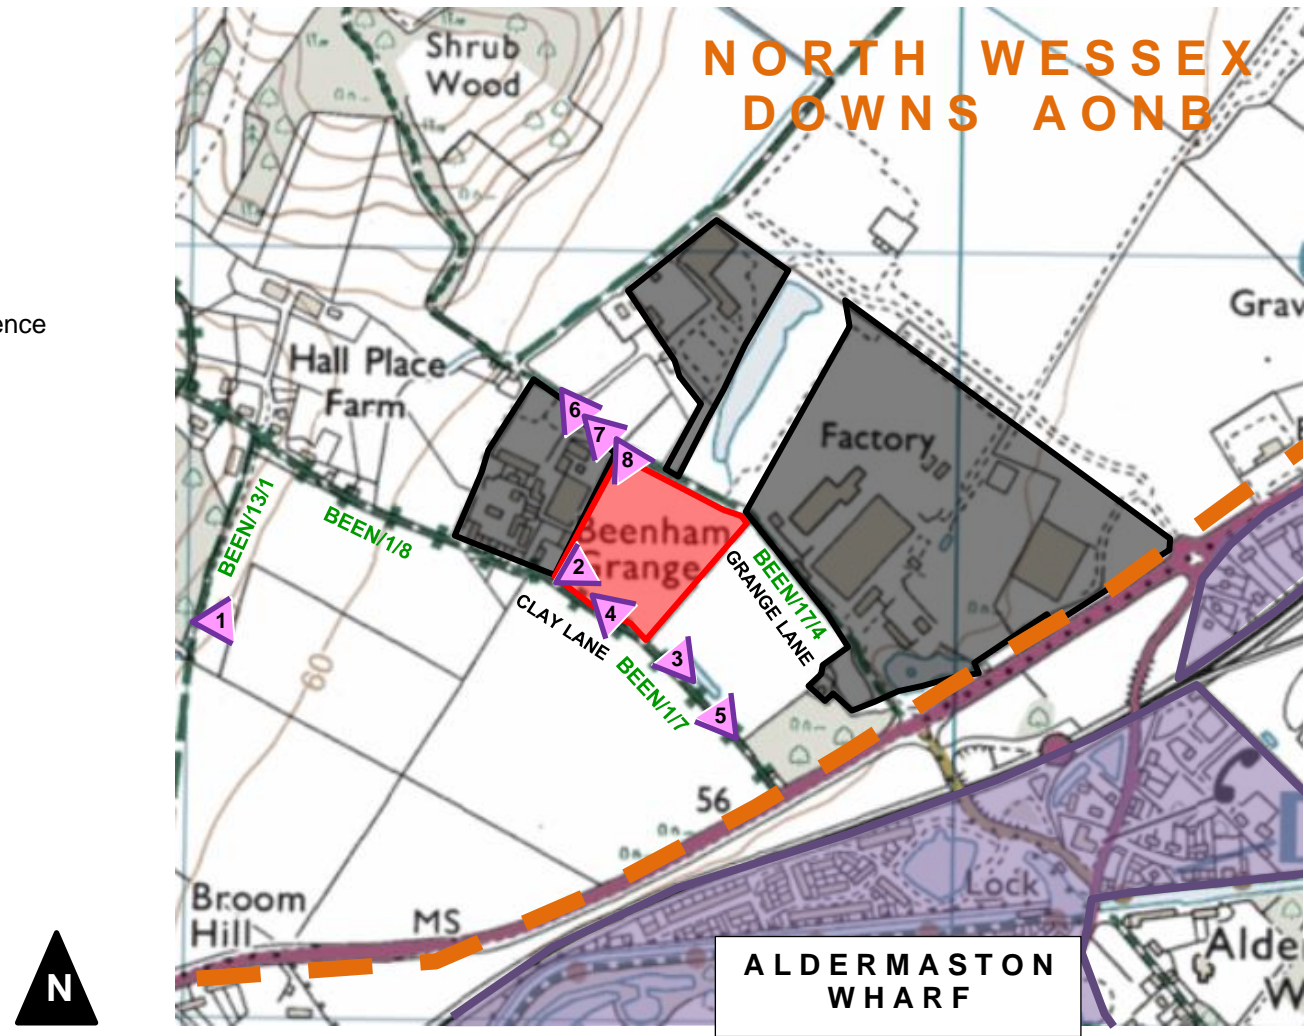 NORTH WESSEX
DOWNS AONB
Shrub
Wood
ence
Grav
Hall Place
Farm
Factory
6
7
8
BEEN/13/1
BEEN/1/8
Beenham
Grange
2
4
1
CLAY LANE
BEEN/17/4
GRANGE LANE
3
BEEN/1/7
5
60
56
Lock
Broom
Hill
MS
ALDERMASTON
WHARF
Alde
W
N